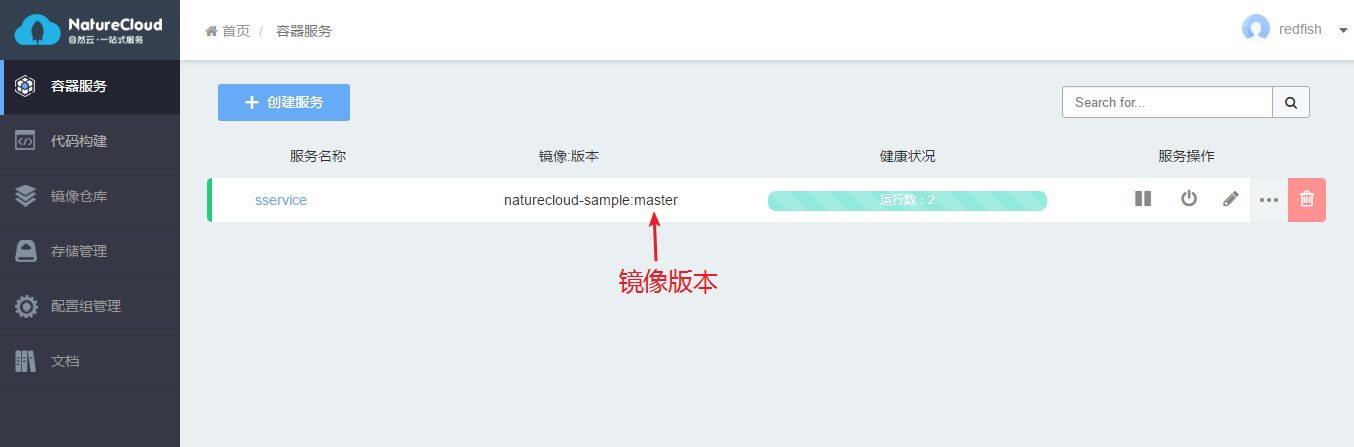 NatureCloud
自然云·一站式服务
首页 / 容器服务
redfish
容器服务
代码构建
镜像仓库
存储管理
配置组管理
文档
创建服务
Search for...
服务名称 镜像:版本 健康状况 服务操作
sservice naturecloud-sample:master 运行数：2
镜像版本